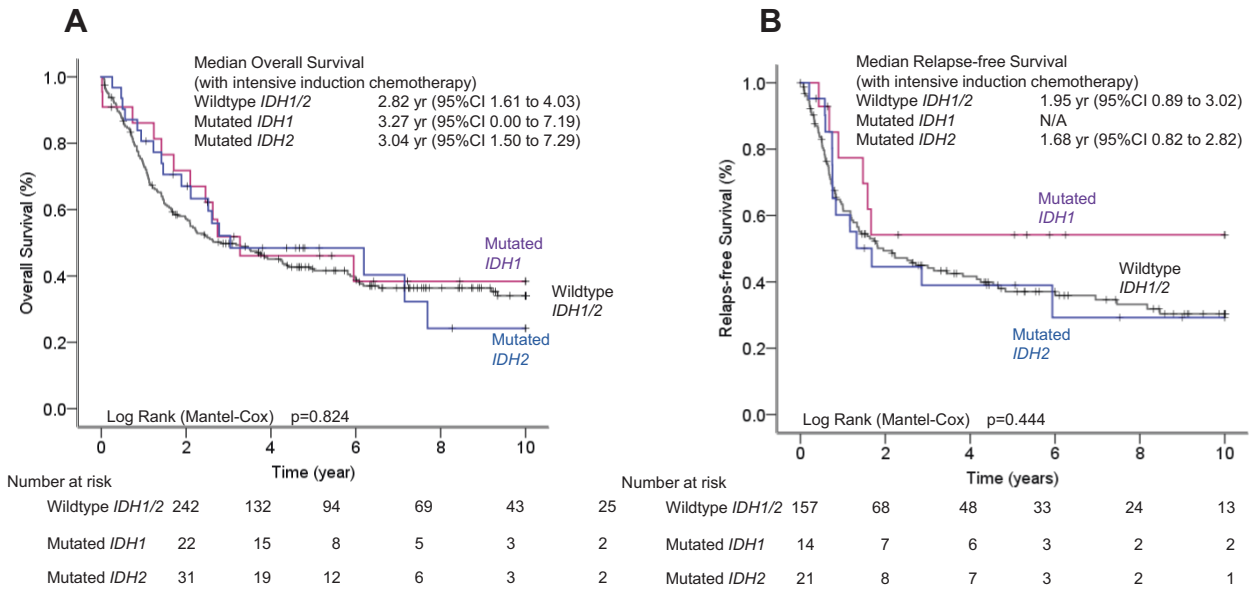 A
Median Overall Survival
(with intensive induction chemotherapy)
Wildtype IDH1/2 2.82 yr (95%CI 1.61 to 4.03)
Mutated IDH1 3.27 yr (95%CI 0.00 to 7.19)
Mutated IDH2 3.04 yr (95%CI 1.50 to 7.29)
1.0
0.8
0.6
0.4
0.2
0.0
Overall Survival (%)
Mutated
IDH1
Wildtype
IDH1/2
Mutated
IDH2
Log Rank (Mantel-Cox) p=0.824
0 2 4 6 8 10
Time (year)
Number at risk
Wildtype IDH1/2 242 132 94 69 43 25
Mutated IDH1 22 15 8 5 3 2
Mutated IDH2 31 19 12 6 3 2
B
Median Relapse-free Survival
(with intensive induction chemotherapy)
Wildtype IDH1/2 1.95 yr (95%CI 0.89 to 3.02)
Mutated IDH1 N/A
Mutated IDH2 1.68 yr (95%CI 0.82 to 2.82)
1.0
0.8
0.6
0.4
0.2
0.0
Relaps-free Survival (%)
Mutated
IDH1
Wildtype
IDH1/2
Mutated
IDH2
Log Rank (Mantel-Cox) p=0.444
0 2 4 6 8 10
Time (years)
Number at risk
Wildtype IDH1/2 157 68 48 33 24 13
Mutated IDH1 14 7 6 3 2 2
Mutated IDH2 21 8 7 3 2 1